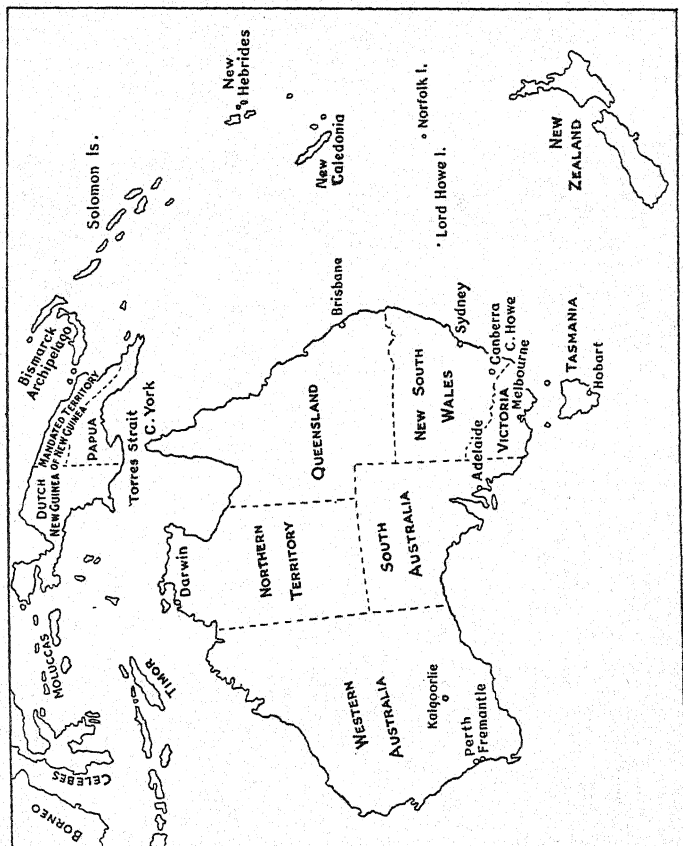 New
Hebrides
New
Caledonia
Norfolk I.
Lord Howe I.
NEW
ZEALAND
Solomon Is.
Bismarck
Archipelago
DUTCH
NEW GUINEA
MANDATED TERRITORY
OF NEW GUINEA
PAPUA
Torres Strait
C. York
MOLUCCAS
TIMOR
CELEBES
BORNEO
Darwin
NORTHERN
TERRITORY
QUEENSLAND
Brisbane
NEW SOUTH
WALES
Sydney
Canberra
C. Howe
VICTORIA
Melbourne
Adelaide
SOUTH
AUSTRALIA
WESTERN
AUSTRALIA
Kalgoorlie
Perth
Fremantle
TASMANIA
Hobart